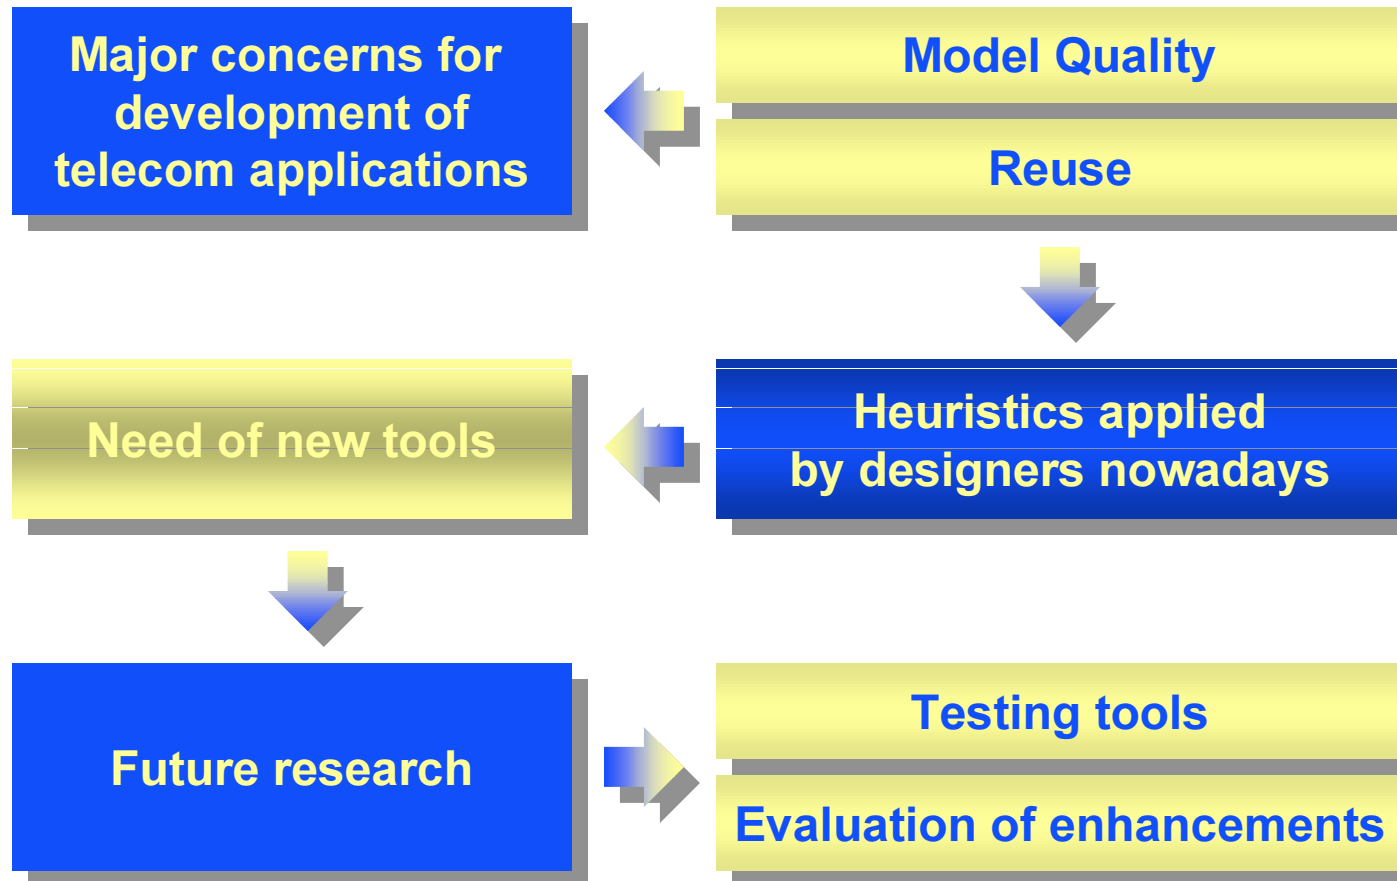 Major concerns for
development of
telecom applications
Model Quality
Reuse
Need of new tools
Heuristics applied
by designers nowadays
Future research
Testing tools
Evaluation of enhancements